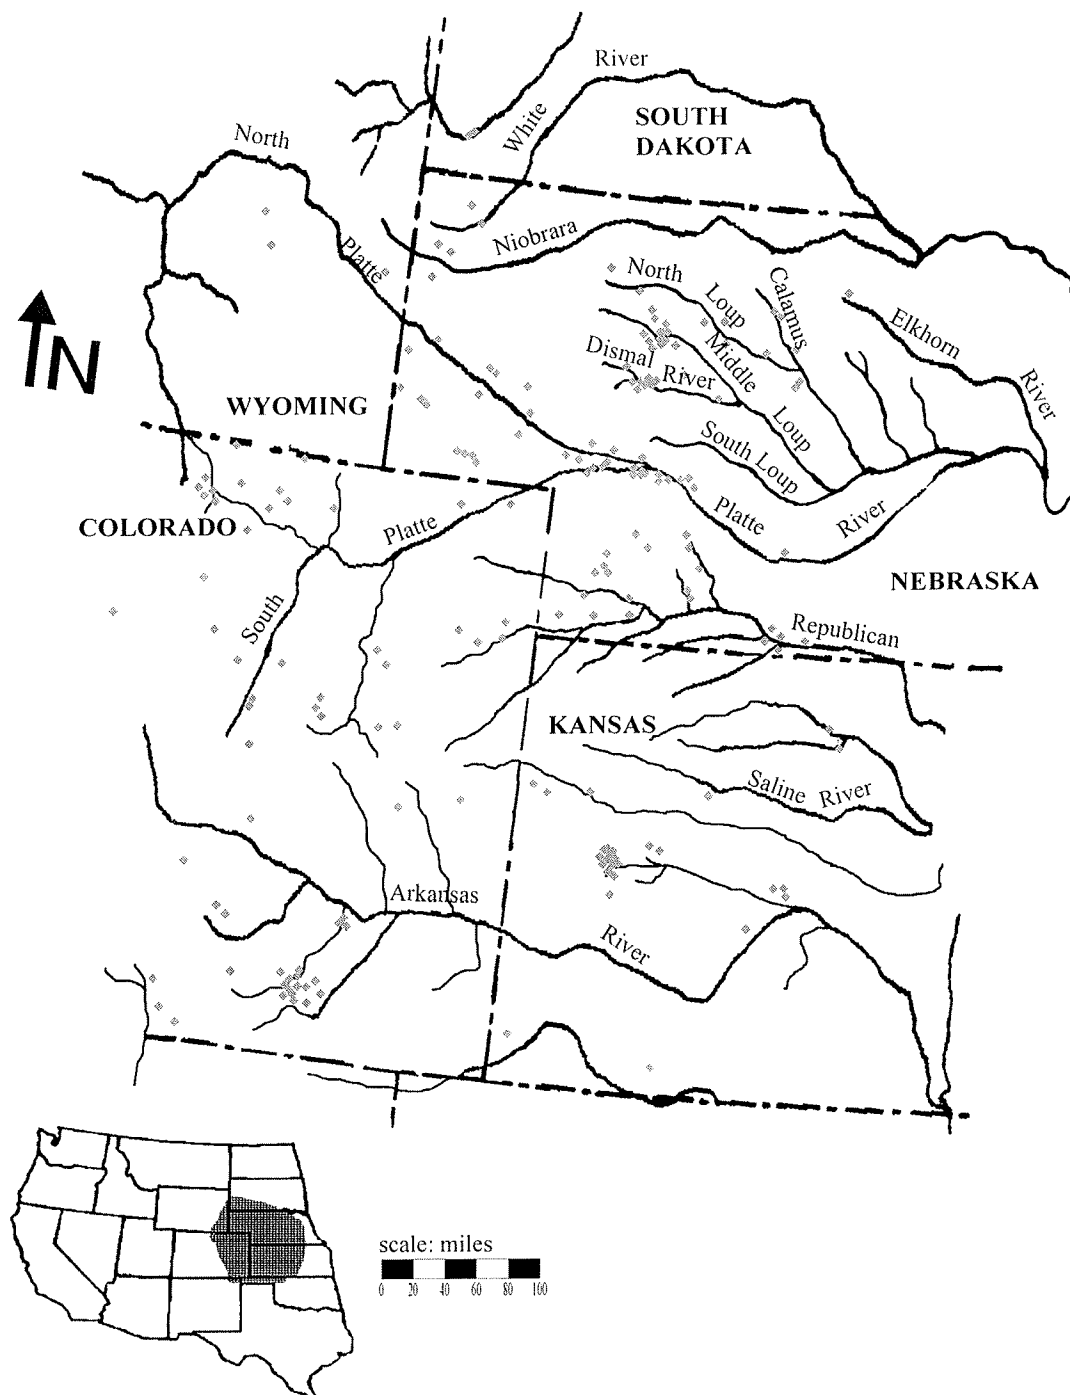 River
White
SOUTH
DAKOTA
North
Platte
Niobrara
North
Loup
Calamus
Elkhorn
River
Middle
Loup
Dismal
River
South Loup
Platte
River
N
WYOMING
COLORADO
Platte
South
NEBRASKA
Republican
KANSAS
Saline River
Arkansas
River
scale: miles
0 20 40 60 80 100